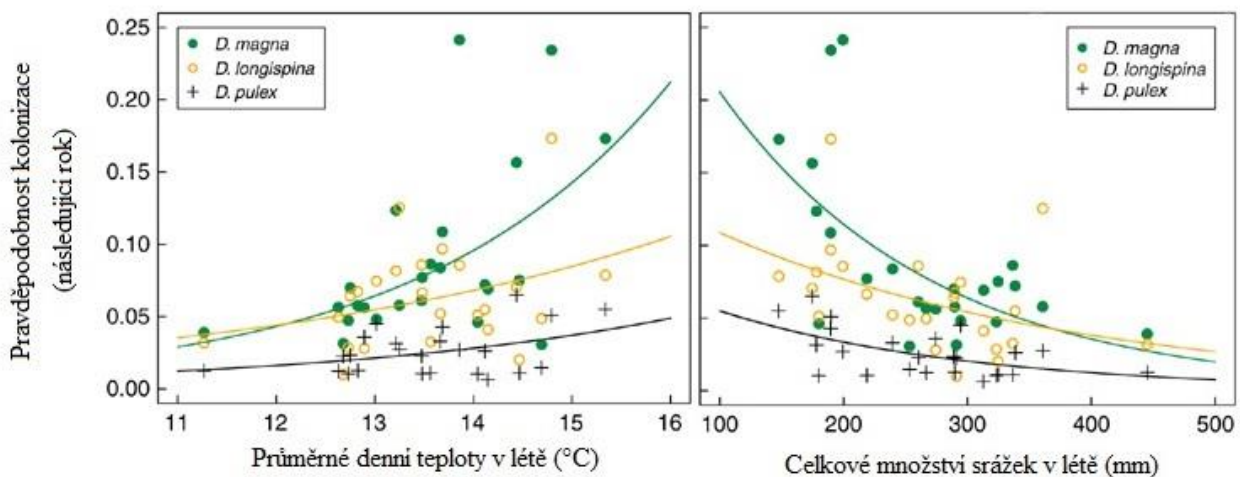 Pravděpodobnost kolonizace
(následující rok)
0.25
0.20
0.15
0.10
0.05
0.00
D. magna
D. longispina
D. pulex
11
12
13
14
15
16
Průměrné denní teploty v létě (°C)
D. magna
D. longispina
D. pulex
100
200
300
400
500
Celkové množství srážek v létě (mm)